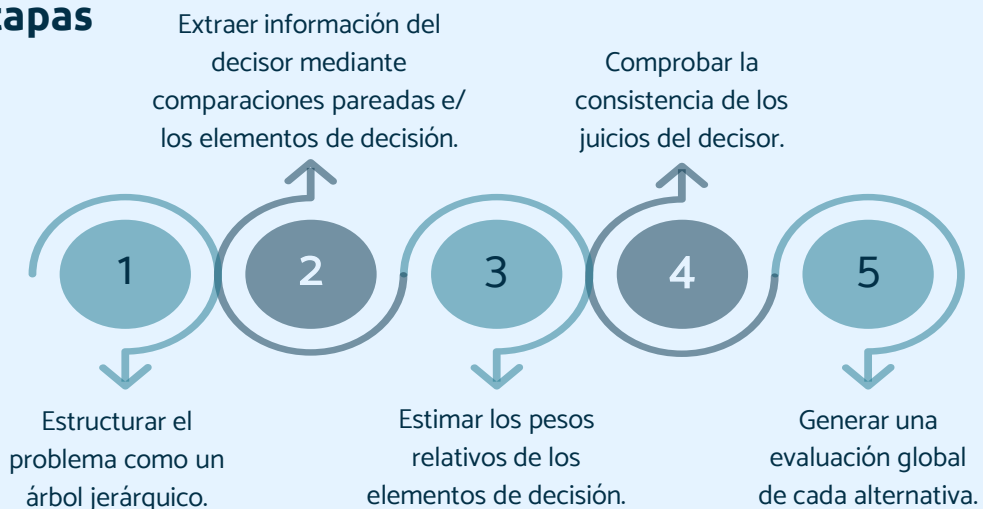 tapas
Extraer información del
decisor mediante
comparaciones pareadas e/
los elementos de decisión.
Comprobar la
consistencia de los
juicios del decisor.
1
2
3
4
5
Estructurar el
problema como un
árbol jerárquico.
Estimar los pesos
relativos de los
elementos de decisión.
Generar una
evaluación global
de cada alternativa.